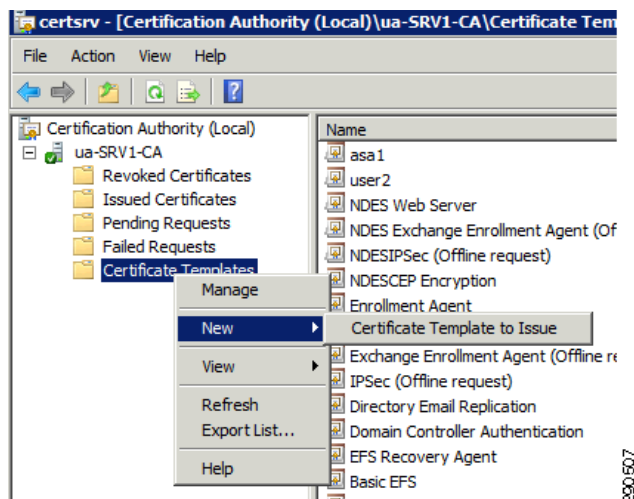 certsrv - [Certification Authority (Local)\ua-SRV1-CA\Certificate Tem
File Action View Help
Certification Authority (Local)
ua-SRV1-CA
Revoked Certificates
Issued Certificates
Pending Requests
Failed Requests
Certificate Templates
Manage
New
View
Refresh
Export List...
Help
Certificate Template to Issue
Name
asa1
user2
NDES Web Server
NDES Exchange Enrollment Agent (Of
NDESIPSec (Offline request)
NDESCEP Encryption
Enrollment Agent
Exchange Enrollment Agent (Offline re
IPSec (Offline request)
Directory Email Replication
Domain Controller Authentication
EFS Recovery Agent
Basic EFS
290507